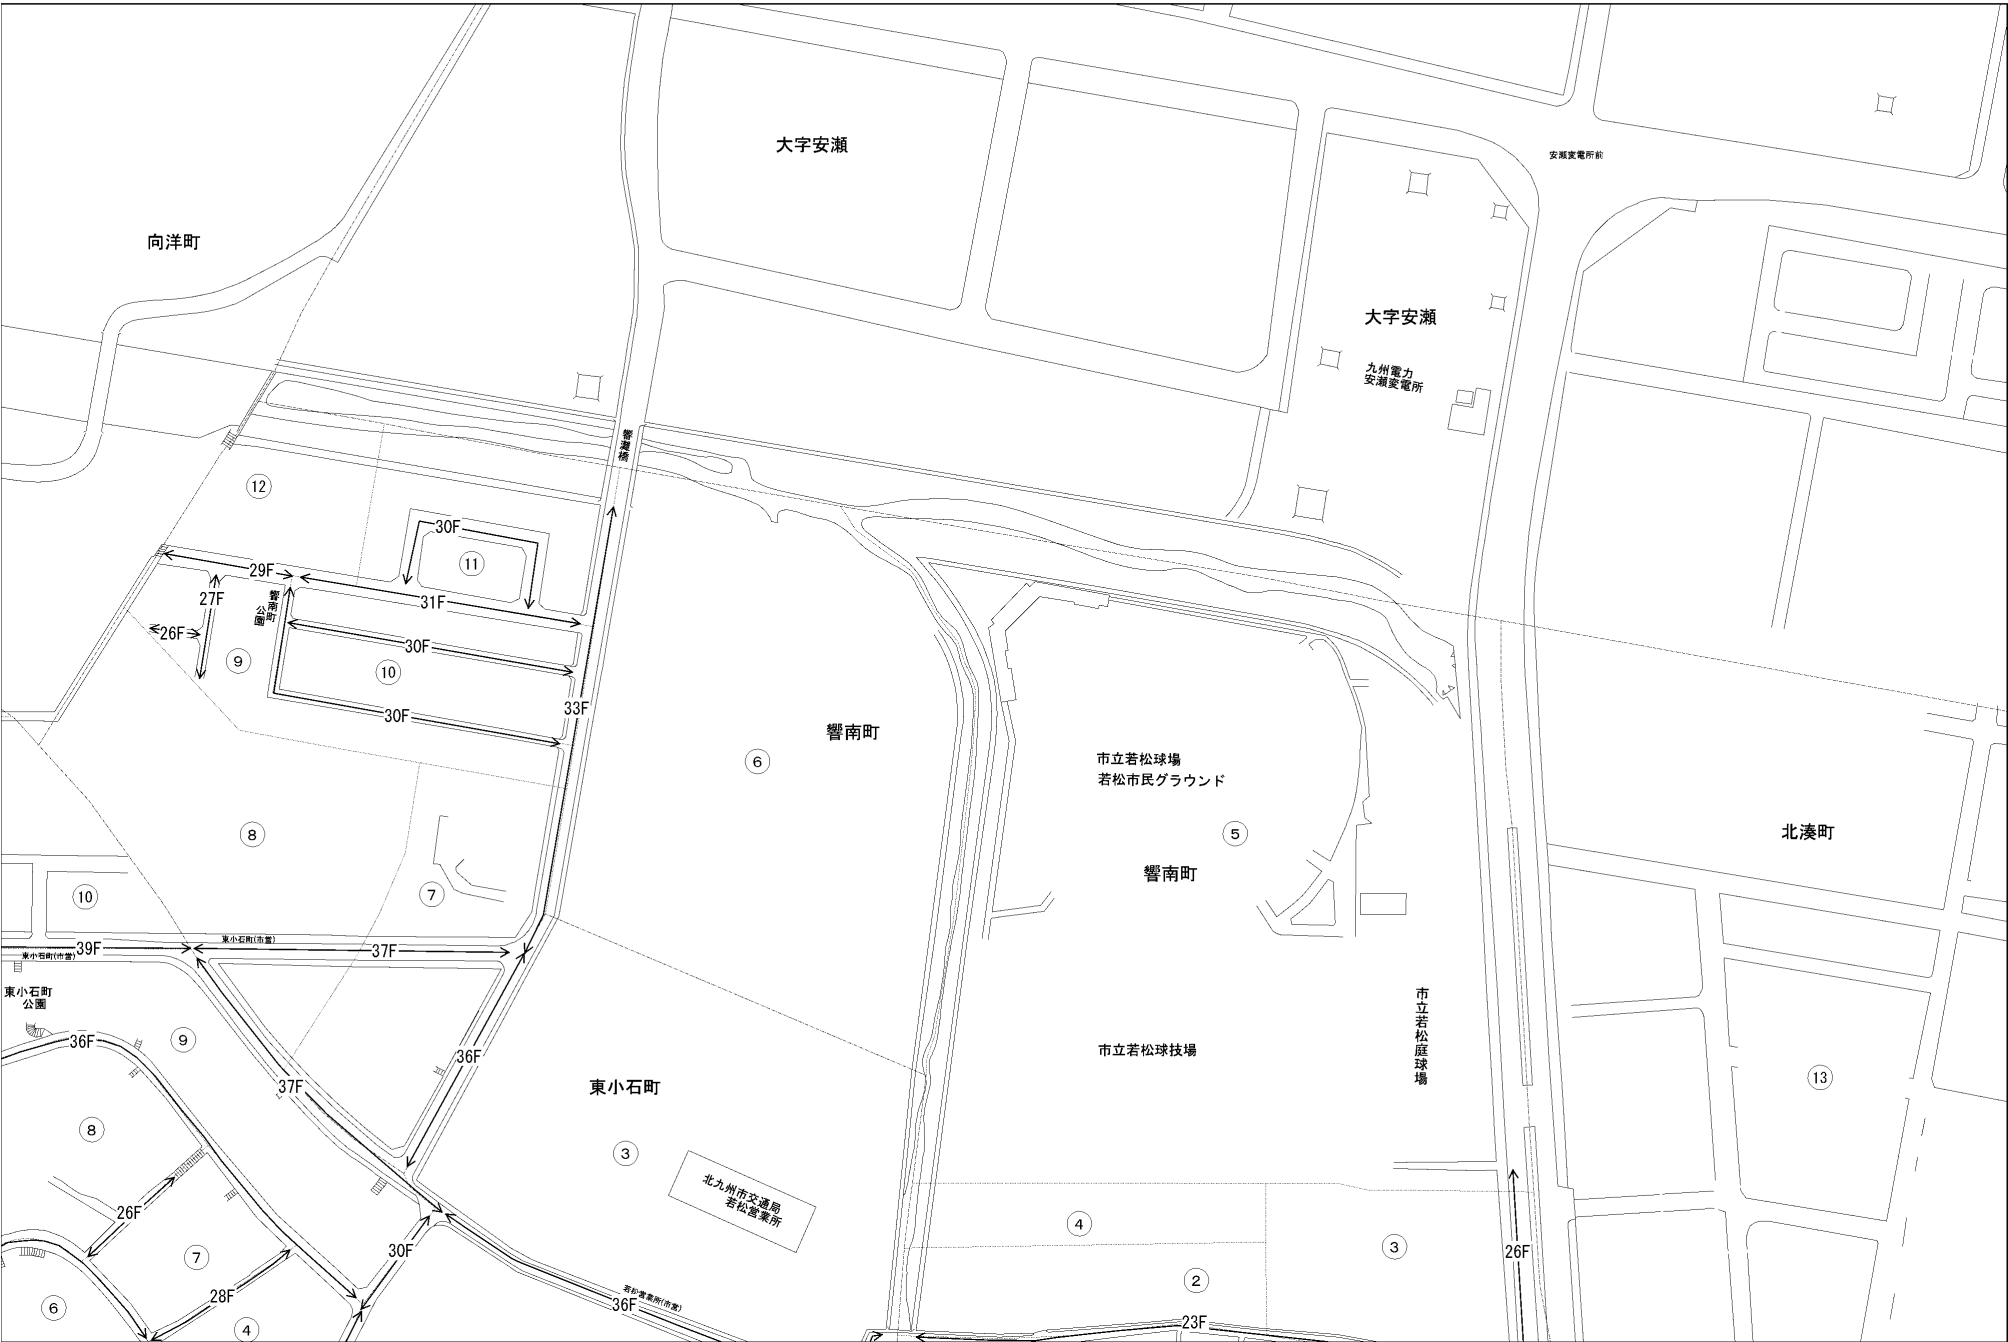 大字安瀬
安瀬変電所前
向洋町
大字安瀬
九州電力
安瀬変電所
響灘橋
12
30F
11
29F
27F
響南町
公園
31F
26F
30F
9
10
30F
33F
響南町
6
市立若松球場
若松市民グラウンド
5
北湊町
8
響南町
7
10
東小石町(市営)
39F
37F
東小石町(市営)
東小石町
公園
市立若松庭球場
9
36F
36F
市立若松球技場
37F
東小石町
13
8
3
北九州市交通局
若松営業所
26F
4
3
30F
26F
7
2
28F
若松営業所(市営)
36F
6
4
23F